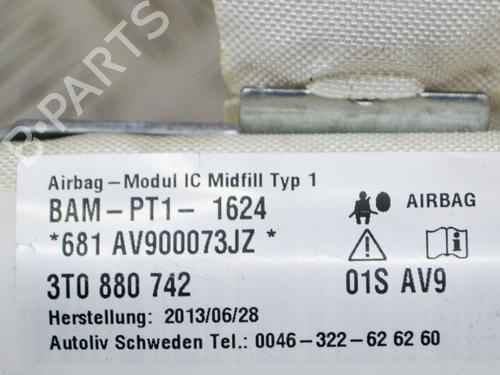 Airbag-Modul IC Midfill Typ 1
BAM-PT1- 1624
AIRBAG
*681 AV900073JZ *
3T0 880 742
01S AV9
Herstellung: 2013/06/28
Autoliv Schweden Tel.: 0046-322-62 62 60